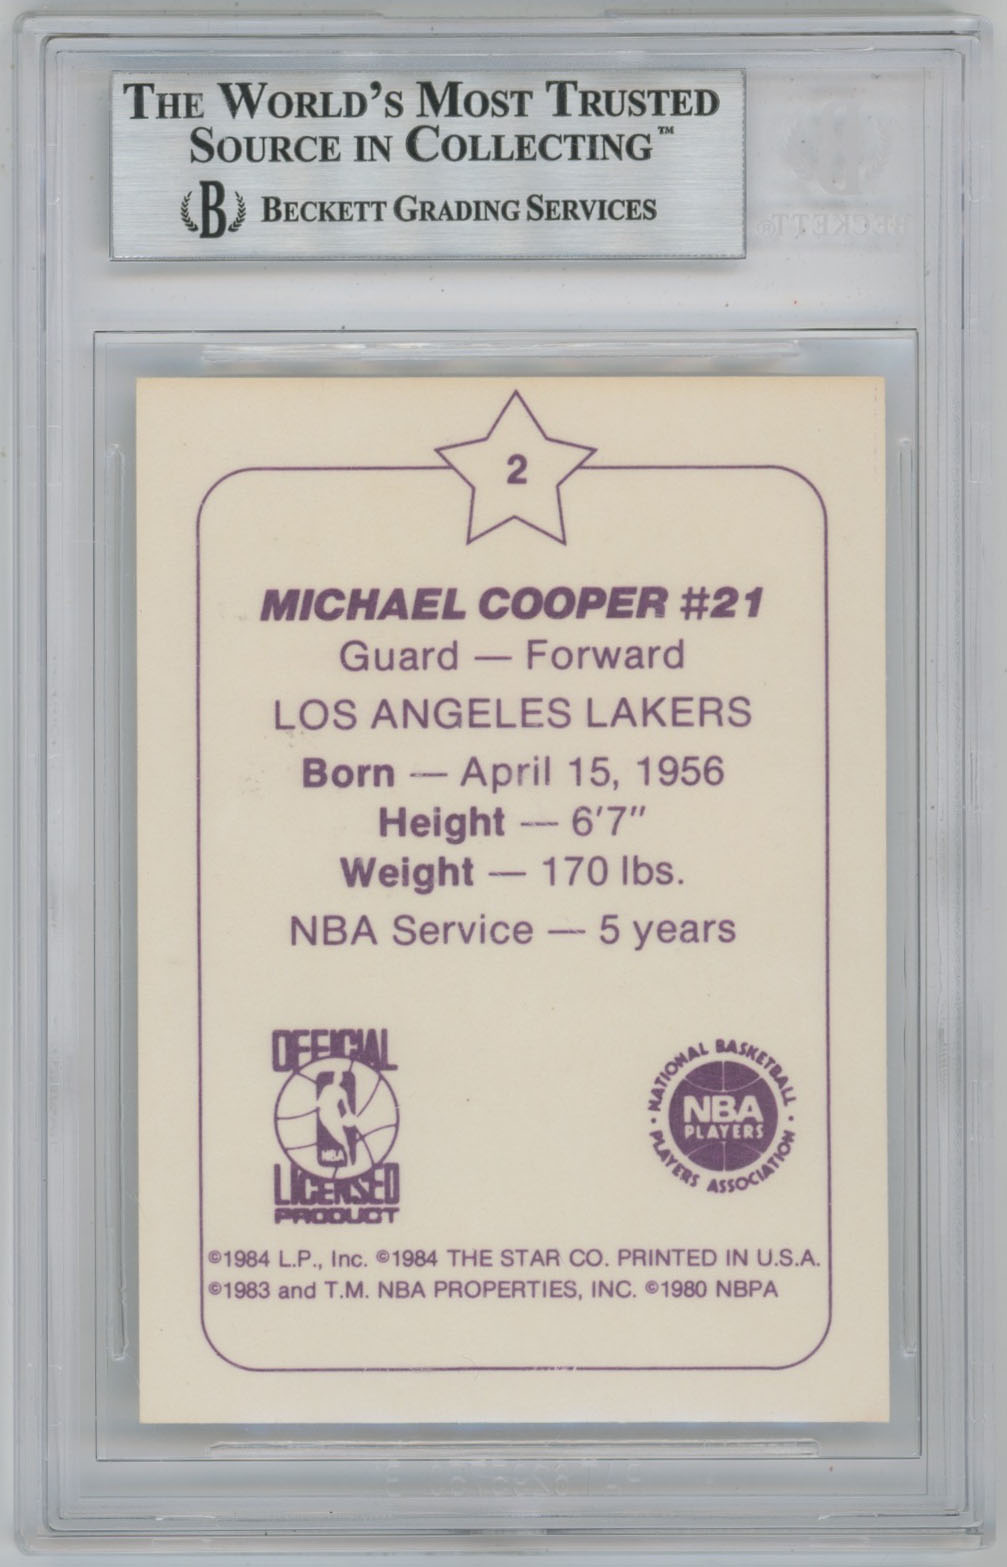 THE WORLD'S MOST TRUSTED
SOURCE IN COLLECTING™
B BECKETT GRADING SERVICES
BECKETT®
2
MICHAEL COOPER #21
Guard — Forward
LOS ANGELES LAKERS
Born — April 15, 1956
Height — 6'7"
Weight — 170 lbs.
NBA Service — 5 years
OFFICIAL
NBA
LICENSED
PRODUCT
NATIONAL BASKETBALL
NBA
PLAYERS
PLAYERS ASSOCIATION
©1984 L.P., Inc. ©1984 THE STAR CO. PRINTED IN U.S.A.
©1983 and T.M. NBA PROPERTIES, INC. ©1980 NBPA